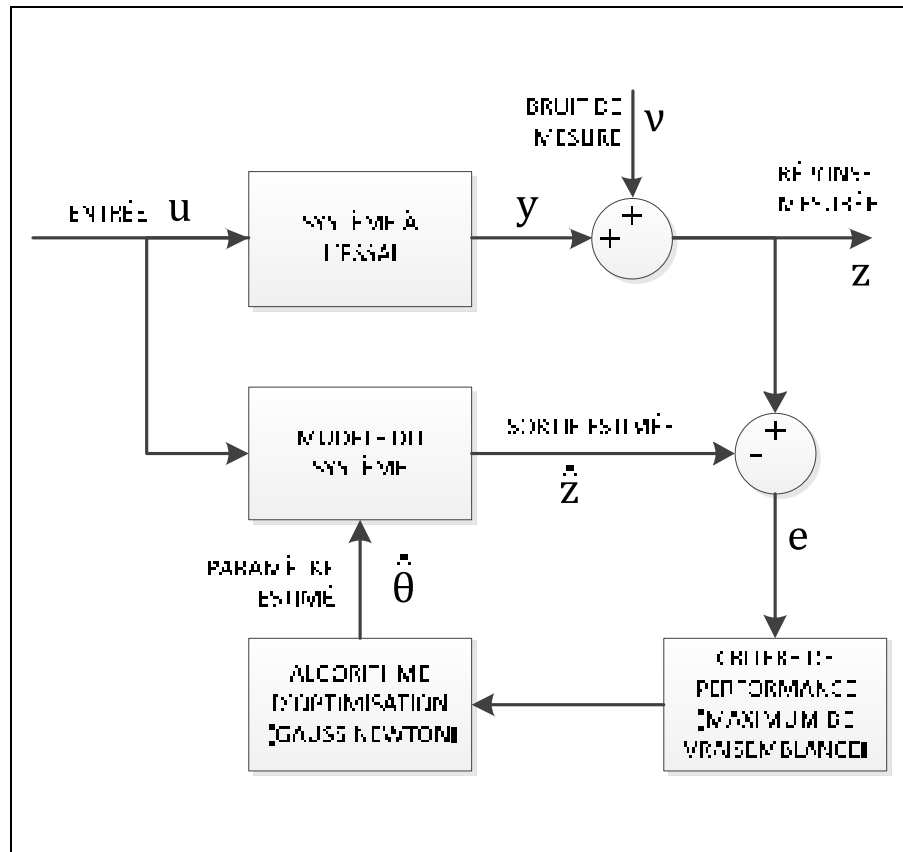 BRUIT DE
MESURE
ν
RÉPONSE
MESURÉE
ENTRÉE
u
SYSTÈME À
L'ESSAI
y
+
+
z
MODÈLE DU
SYSTÈME
SORTIE ESTIMÉE
ẑ
+
-
e
PARAMÈTRE
ESTIMÉ
θ̂
ALGORITHME
D'OPTIMISATION
(GAUSS NEWTON)
CRITÈRE DE
PERFORMANCE
(MAXIMUM DE
VRAISEMBLANCE)